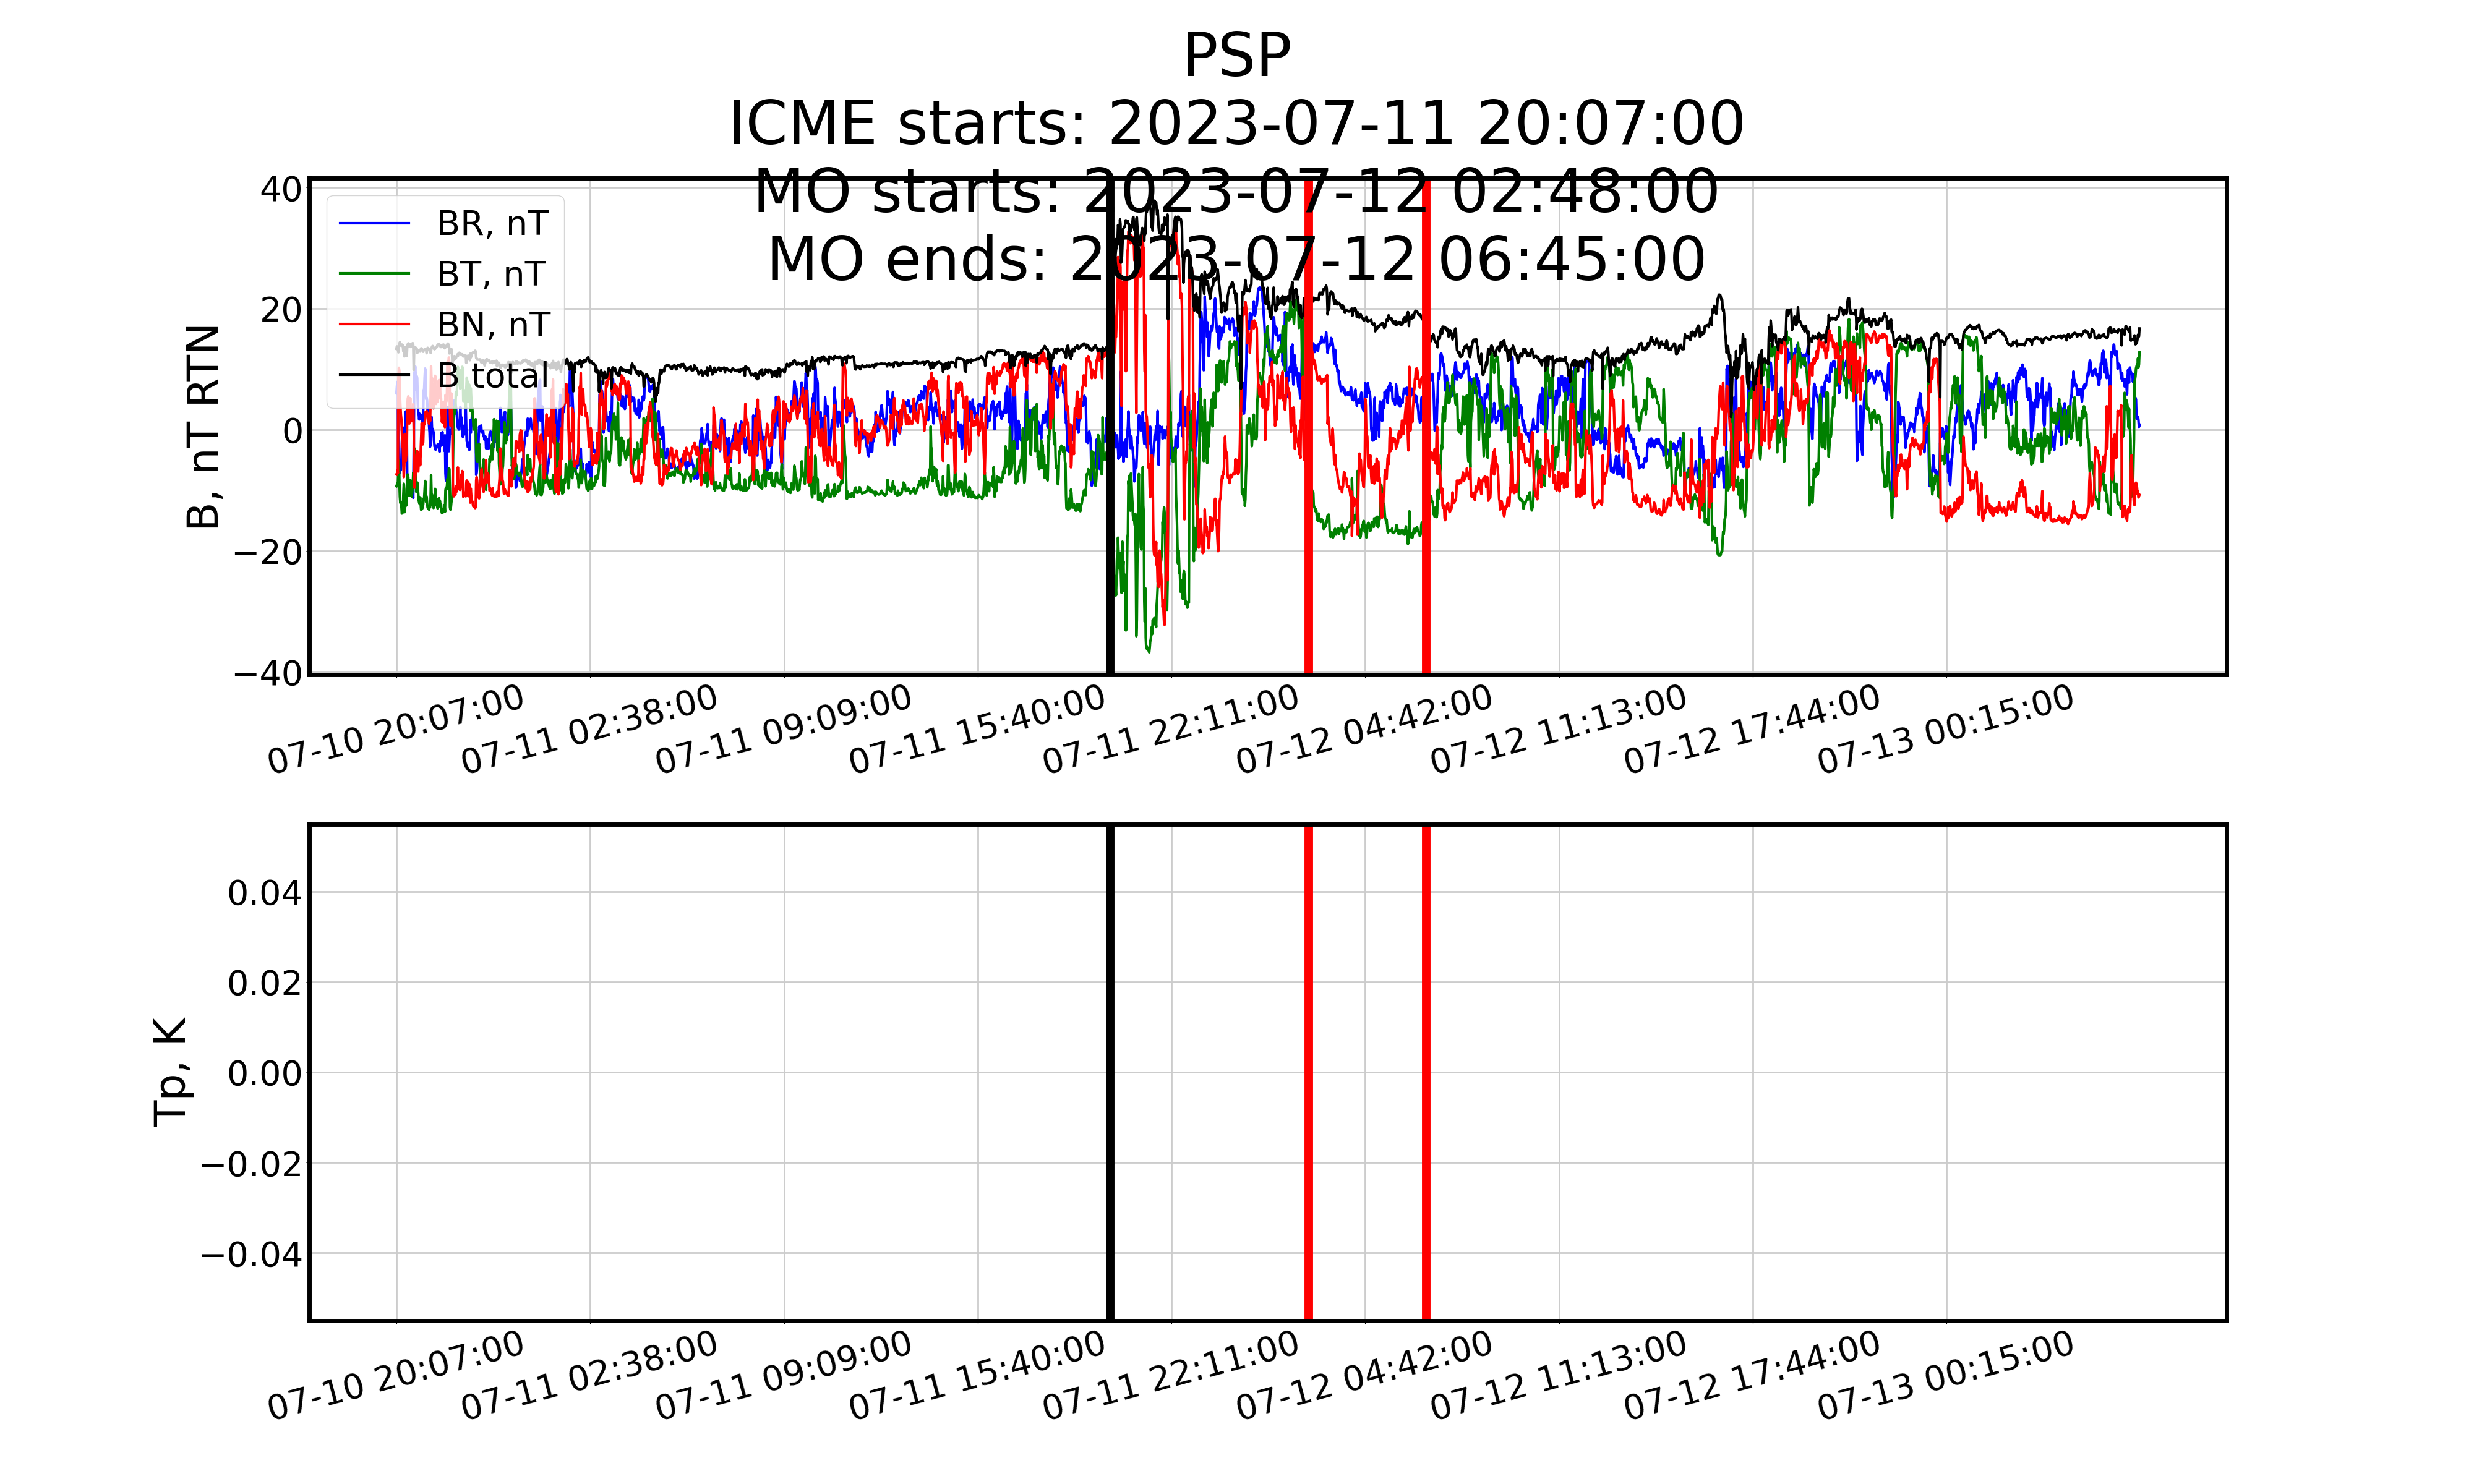 PSP
ICME starts: 2023-07-11 20:07:00
MO starts: 2023-07-12 02:48:00
MO ends: 2023-07-12 06:45:00
BR, nT
BT, nT
BN, nT
B total
B, nT RTN
40
20
0
−20
−40
07-10 20:07:00
07-11 02:38:00
07-11 09:09:00
07-11 15:40:00
07-11 22:11:00
07-12 04:42:00
07-12 11:13:00
07-12 17:44:00
07-13 00:15:00
Tp, K
0.04
0.02
0.00
−0.02
−0.04
07-10 20:07:00
07-11 02:38:00
07-11 09:09:00
07-11 15:40:00
07-11 22:11:00
07-12 04:42:00
07-12 11:13:00
07-12 17:44:00
07-13 00:15:00